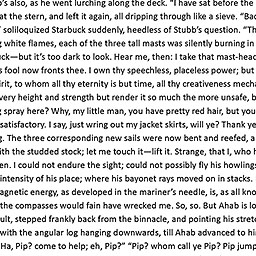 's also, as he went lurching along the deck. "I have sat before the
at the stern, and left it again, all dripping through like a sieve. "Bac
' soliloquized Starbuck suddenly, heedless of Stubb's question. "Th
g white flames, each of the three tall masts was silently burning in
uck—but it's too dark to look. Hear me, then: I take that mast-head
s fool now fronts thee. I own thy speechless, placeless power; but
irit, to whom all thy eternity is but time, all thy creativeness mecha
very height and strength but render it so much the more unsafe, b
g spray here? Why, my little man, you have pretty red hair, but you
satisfactory. I say, just wring out my jacket skirts, will ye? Thank ye
g. The three corresponding new sails were now bent and reefed, a
ith the studded stock; let me touch it—lift it. Strange, that I, who h
en. I could not endure the sight; could not possibly fly his howlings
intensity of his place; where his bayonet rays moved on in stacks.
agnetic energy, as developed in the mariner's needle, is, as all kno
the compasses would fain have wrecked me. So, so. But Ahab is lo
ult, stepped frankly back from the binnacle, and pointing his stret
with the angular log hanging downwards, till Ahab advanced to hi
Ha, Pip? come to help; eh, Pip?" "Pip? whom call ye Pip? Pip jump